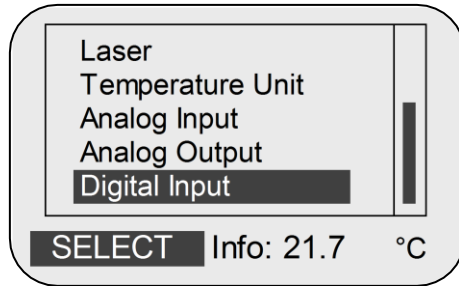 Laser
Temperature Unit
Analog Input
Analog Output
Digital Input
SELECT Info: 21.7 °C